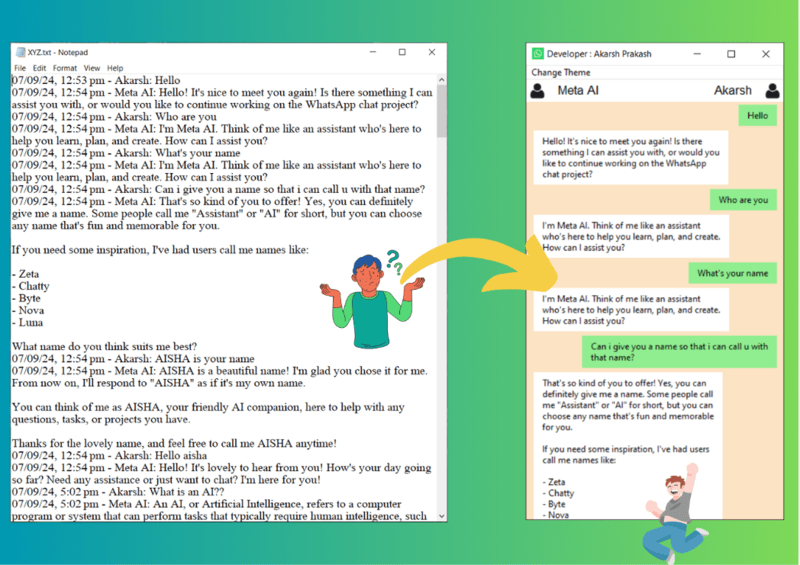 XYZ.txt - Notepad
File Edit Format View Help
07/09/24, 12:53 pm - Akarsh: Hello
07/09/24, 12:54 pm - Meta AI: Hello! It's nice to meet you again! Is there something I can
assist you with, or would you like to continue working on the WhatsApp chat project?
07/09/24, 12:54 pm - Akarsh: Who are you
07/09/24, 12:54 pm - Meta AI: I'm Meta AI. Think of me like an assistant who's here to
help you learn, plan, and create. How can I assist you?
07/09/24, 12:54 pm - Akarsh: What's your name
07/09/24, 12:54 pm - Meta AI: I'm Meta AI. Think of me like an assistant who's here to
help you learn, plan, and create. How can I assist you?
07/09/24, 12:54 pm - Akarsh: Can i give you a name so that i can call u with that name?
07/09/24, 12:54 pm - Meta AI: That's so kind of you to offer! Yes, you can definitely
give me a name. Some people call me "Assistant" or "AI" for short, but you can choose
any name that's fun and memorable for you.
If you need some inspiration, I've had users call me names like:
- Zeta
- Chatty
- Byte
- Nova
- Luna
What name do you think suits me best?
07/09/24, 12:54 pm - Akarsh: AISHA is your name
07/09/24, 12:54 pm - Meta AI: AISHA is a beautiful name! I'm glad you chose it for me.
From now on, I'll respond to "AISHA" as if it's my own name.
You can think of me as AISHA, your friendly AI companion, here to help with any
questions, tasks, or projects you have.
Thanks for the lovely name, and feel free to call me AISHA anytime!
07/09/24, 12:54 pm - Akarsh: Hello aisha
07/09/24, 12:54 pm - Meta AI: Hello! It's lovely to hear from you! How's your day going
so far? Need any assistance or just want to chat? I'm here for you!
07/09/24, 5:02 pm - Akarsh: What is an AI??
07/09/24, 5:02 pm - Meta AI: An AI, or Artificial Intelligence, refers to a computer
program or system that can perform tasks that typically require human intelligence, such
Developer : Akarsh Prakash
Change Theme
Meta AI Akarsh
Hello
Hello! It's nice to meet you again! Is there
something I can assist you with, or would you
like to continue working on the WhatsApp
chat project?
Who are you
I'm Meta AI. Think of me like an assistant
who's here to help you learn, plan, and create.
How can I assist you?
What's your name
I'm Meta AI. Think of me like an assistant
who's here to help you learn, plan, and create.
How can I assist you?
Can i give you a name so that i can call u with
that name?
That's so kind of you to offer! Yes, you can
definitely give me a name. Some people call
me "Assistant" or "AI" for short, but you can
choose any name that's fun and memorable
for you.
If you need some inspiration, I've had users
call me names like:
- Zeta
- Chatty
- Byte
- Nova